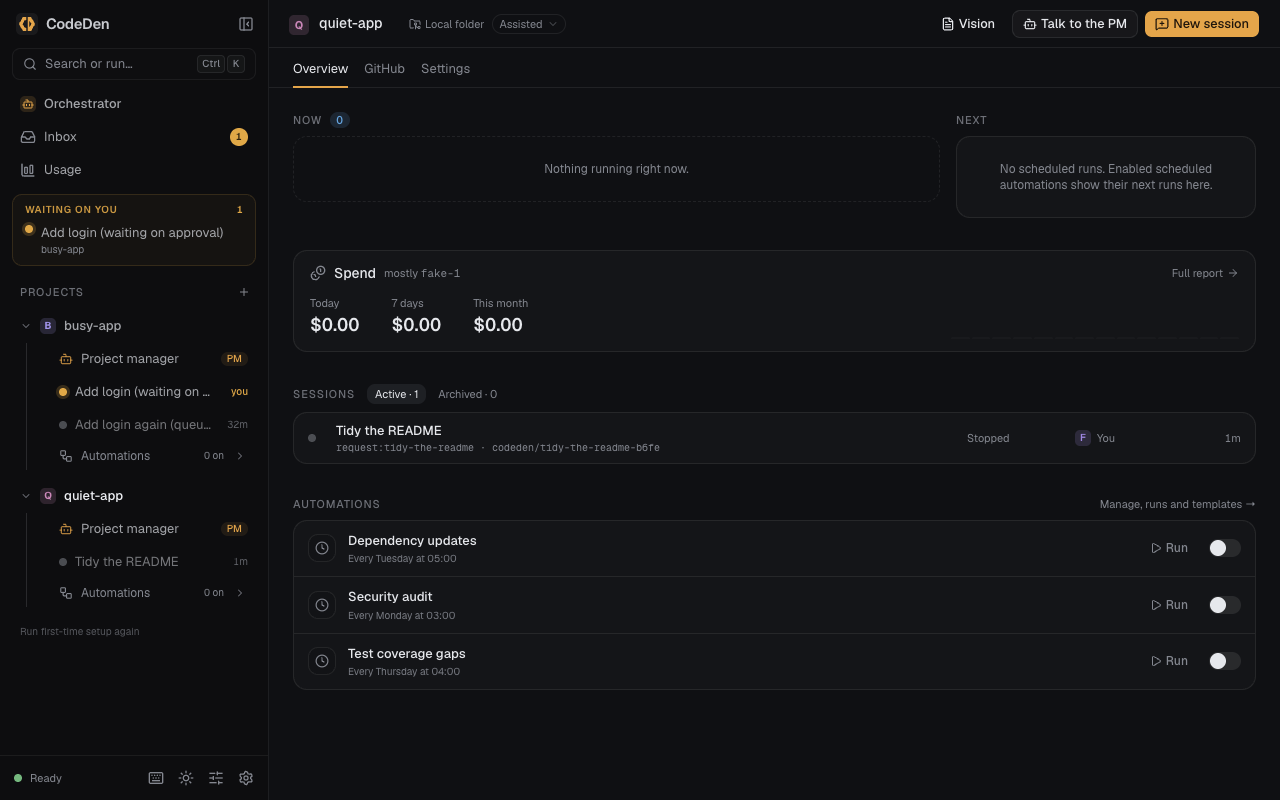 CodeDen
Search or run… Ctrl K
Orchestrator
Inbox 1
Usage
WAITING ON YOU 1
Add login (waiting on approval)
busy-app
PROJECTS
B busy-app
Project manager PM
Add login (waiting on ... you
Add login again (queu... 32m
Automations 0 on
Q quiet-app
Project manager PM
Tidy the README 1m
Automations 0 on
Run first-time setup again
Ready
Q quiet-app Local folder Assisted
Vision Talk to the PM New session
Overview GitHub Settings
NOW 0
Nothing running right now.
NEXT
No scheduled runs. Enabled scheduled
automations show their next runs here.
Spend mostly fake-1 Full report →
Today 7 days This month
$0.00 $0.00 $0.00
SESSIONS Active · 1 Archived · 0
Tidy the README
request:tidy-the-readme · codeden/tidy-the-readme-b6fe
Stopped F You 1m
AUTOMATIONS Manage, runs and templates →
Dependency updates
Every Tuesday at 05:00
Run
Security audit
Every Monday at 03:00
Run
Test coverage gaps
Every Thursday at 04:00
Run